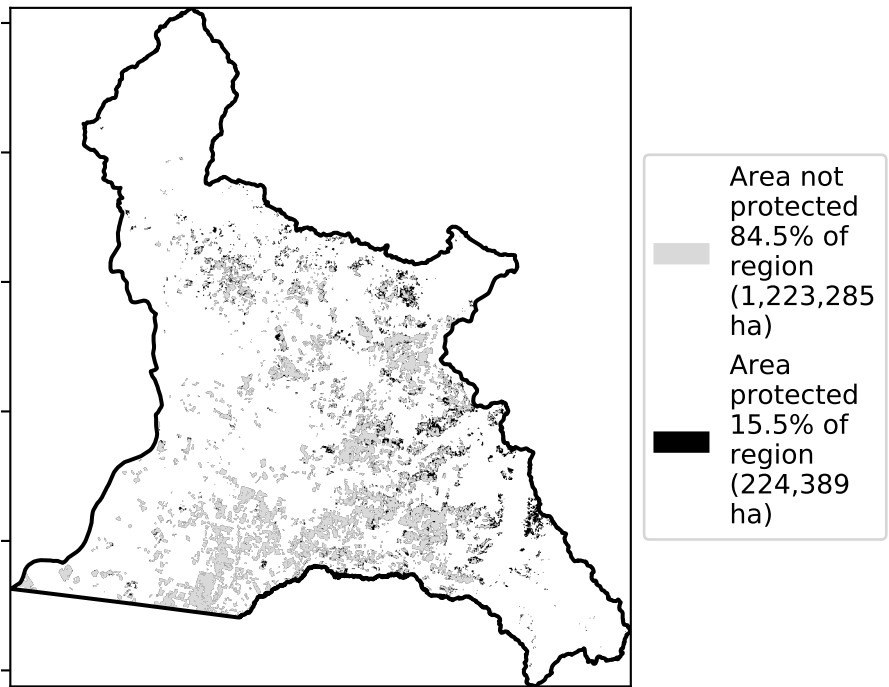 Area not
protected
84.5% of
region
(1,223,285
ha)
Area
protected
15.5% of
region
(224,389
ha)